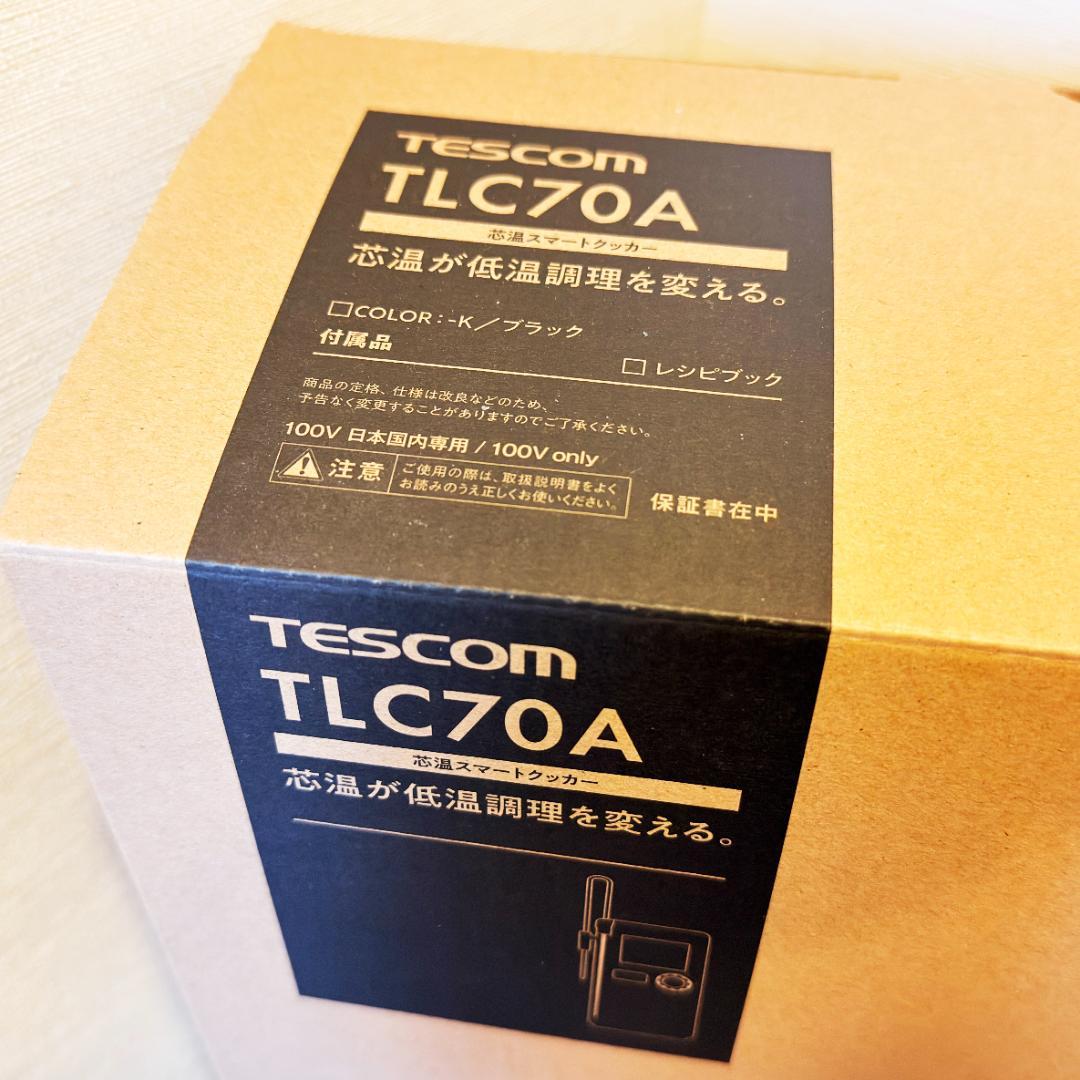 TESCOM
TLC70A
芯温スマートクッカー
芯温が低温調理を変える。
□COLOR:-K/ブラック
付属品
□ レシピブック
商品の定格、仕様は改良などのため、
予告なく変更することがありますのでご了承ください。
100V 日本国内専用 / 100V only
注意
ご使用の際は、取扱説明書をよく
お読みのうえ正しくお使いください。
保証書在中
TESCOM
TLC70A
芯温スマートクッカー
芯温が低温調理を変える。